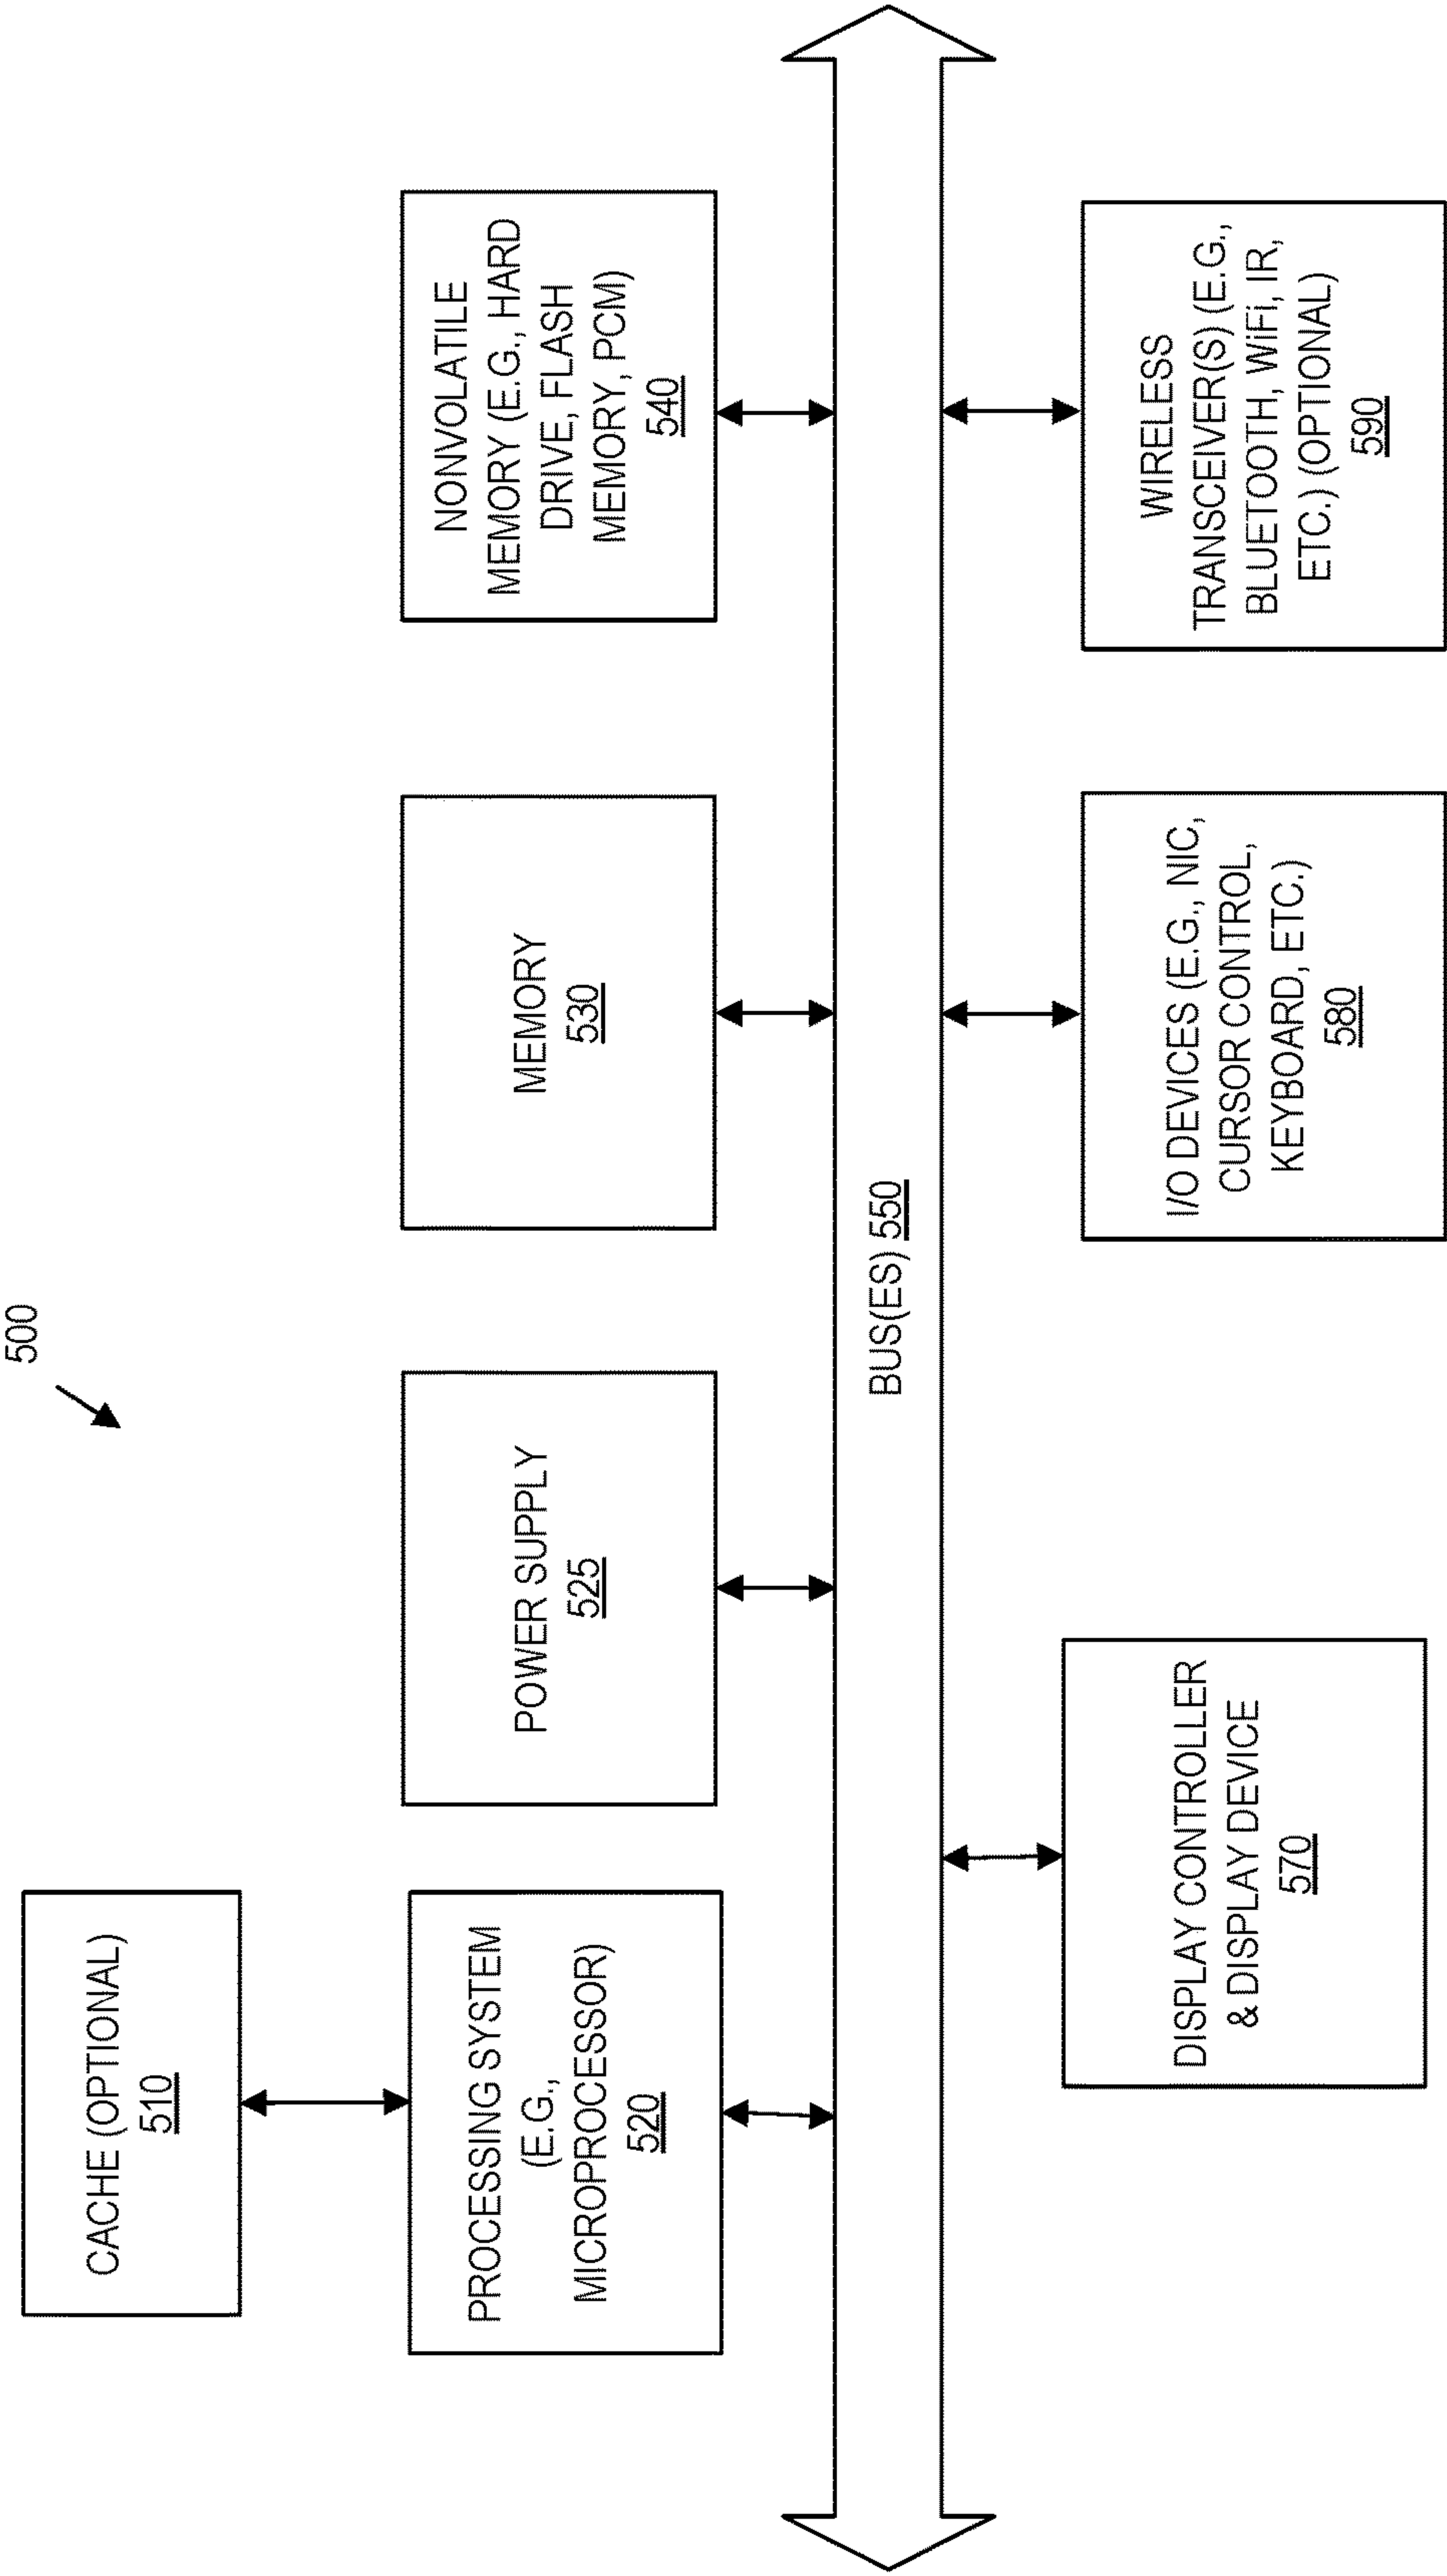 500
CACHE (OPTIONAL)
510
PROCESSING SYSTEM
(E.G.,
MICROPROCESSOR)
520
POWER SUPPLY
525
MEMORY
530
NONVOLATILE
MEMORY (E.G., HARD
DRIVE, FLASH
MEMORY, PCM)
540
BUS(ES) 550
DISPLAY CONTROLLER
& DISPLAY DEVICE
570
I/O DEVICES (E.G., NIC,
CURSOR CONTROL,
KEYBOARD, ETC.)
580
WIRELESS
TRANSCEIVER(S) (E.G.,
BLUETOOTH, WiFi, IR,
ETC.) (OPTIONAL)
590